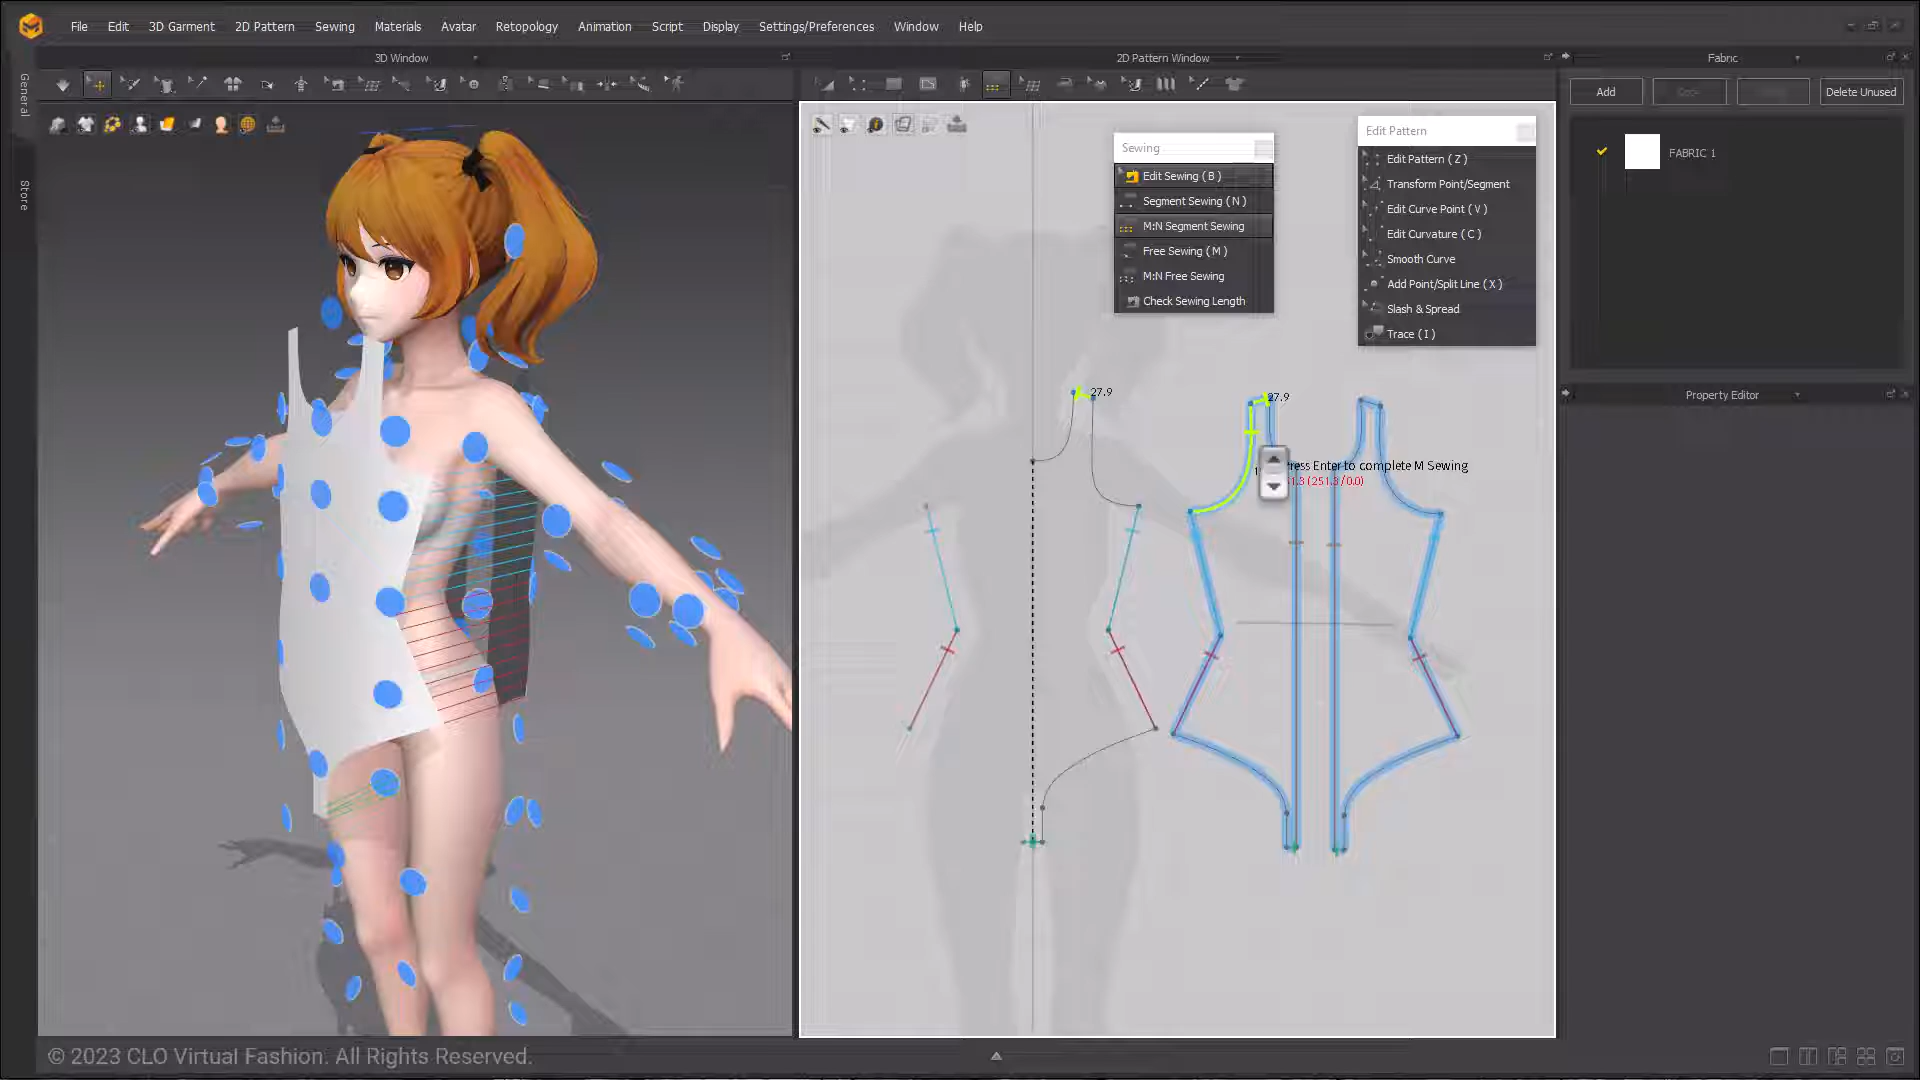 File Edit 3D Garment 2D Pattern Sewing Materials Avatar Retopology Animation Script Display Settings/Preferences Window Help
3D Window
2D Pattern Window
Fabric
General
Store
Add
Delete Unused
FABRIC 1
Property Editor
Sewing
Edit Sewing ( B )
Segment Sewing ( N )
M:N Segment Sewing
Free Sewing ( M )
M:N Free Sewing
Check Sewing Length
Edit Pattern
Edit Pattern ( Z )
Transform Point/Segment
Edit Curve Point ( V )
Edit Curvature ( C )
Smooth Curve
Add Point/Split Line ( X )
Slash & Spread
Trace ( I )
27.9
27.9
Enter to complete M Sewing
(251.3/0.0)
© 2023 CLO Virtual Fashion. All Rights Reserved.